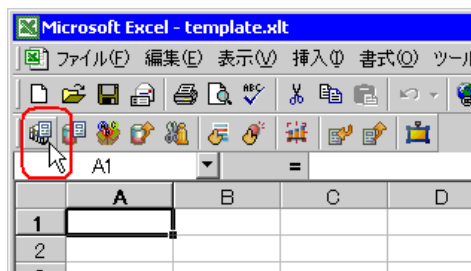 Microsoft Excel - template.xlt
ファイル(F) 編集(E) 表示(V) 挿入(I) 書式(O) ツール
ABC
A1 =
A B C D
1
2